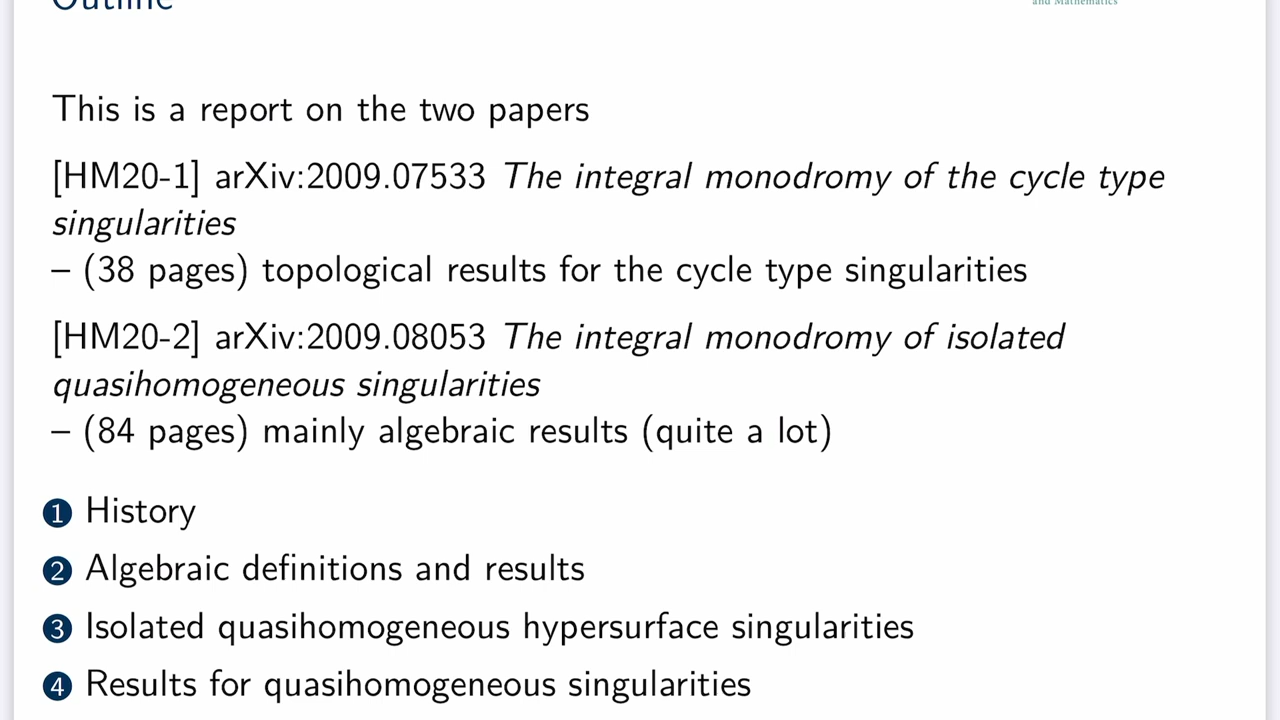 Outline
and Mathematics
This is a report on the two papers
[HM20-1] arXiv:2009.07533 The integral monodromy of the cycle type
singularities
– (38 pages) topological results for the cycle type singularities
[HM20-2] arXiv:2009.08053 The integral monodromy of isolated
quasihomogeneous singularities
– (84 pages) mainly algebraic results (quite a lot)
1 History
2 Algebraic definitions and results
3 Isolated quasihomogeneous hypersurface singularities
4 Results for quasihomogeneous singularities